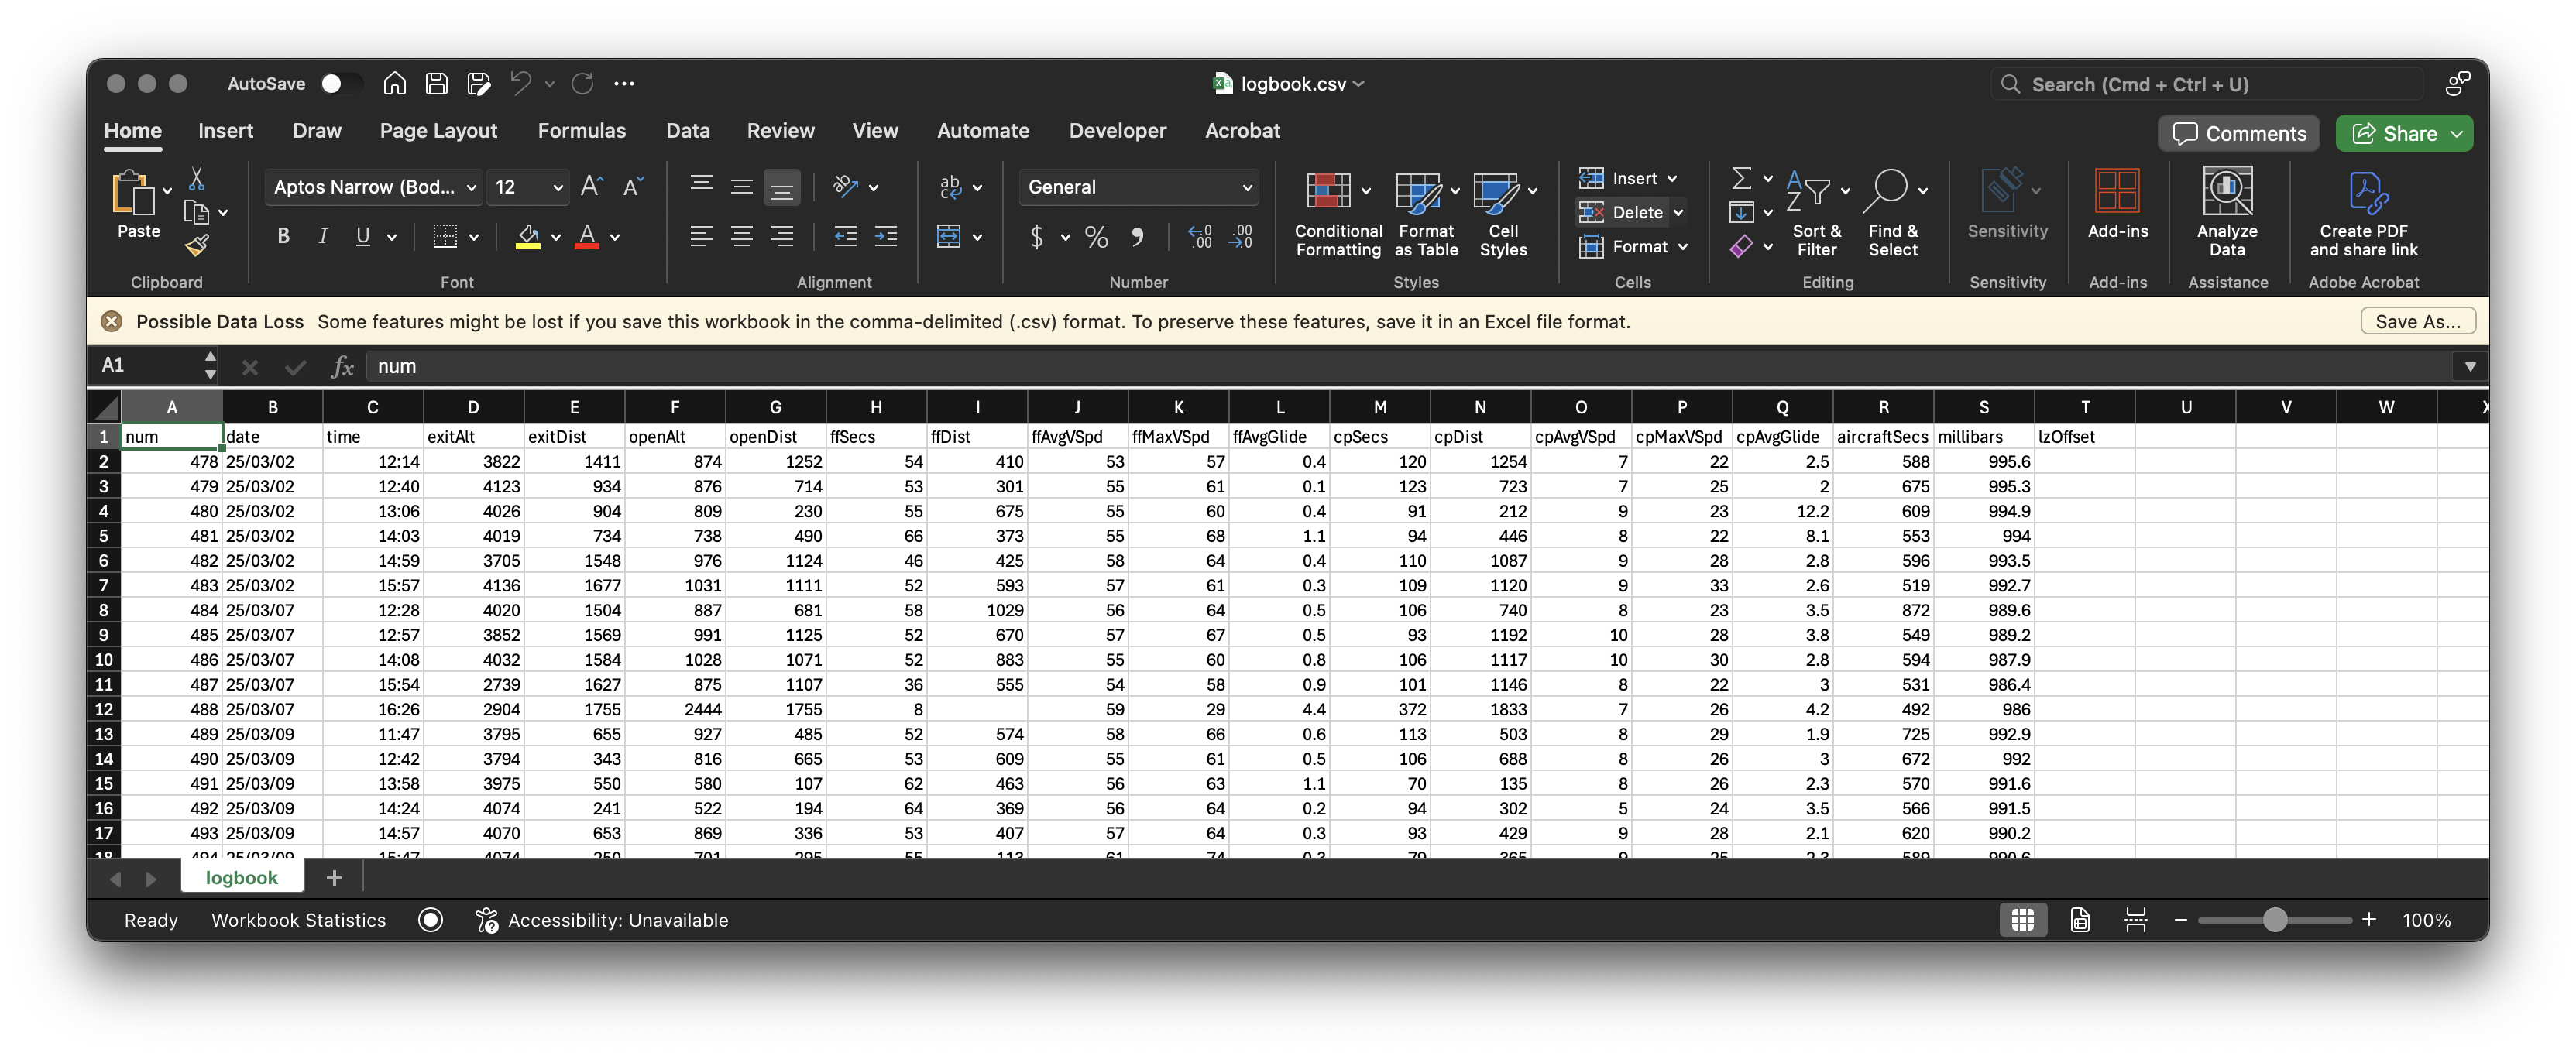 AutoSave
logbook.csv
Search (Cmd + Ctrl + U)
Home Insert Draw Page Layout Formulas Data Review View Automate Developer Acrobat
Comments Share
Paste
Clipboard
Aptos Narrow (Bod... 12
B I U
Font
Alignment
General
Number
Conditional Formatting
Format as Table
Cell Styles
Styles
Insert
Delete
Format
Cells
Sort & Filter
Find & Select
Editing
Sensitivity
Sensitivity
Add-ins
Add-ins
Analyze Data
Assistance
Create PDF and share link
Adobe Acrobat
Possible Data Loss Some features might be lost if you save this workbook in the comma-delimited (.csv) format. To preserve these features, save it in an Excel file format. Save As...
A1 fx num
A B C D E F G H I J K L M N O P Q R S T U V W X
1 num date time exitAlt exitDist openAlt openDist ffSecs ffDist ffAvgVSpd ffMaxVSpd ffAvgGlide cpSecs cpDist cpAvgVSpd cpMaxVSpd cpAvgGlide aircraftSecs millibars lzOffset
2 478 25/03/02 12:14 3822 1411 874 1252 54 410 53 57 0.4 120 1254 7 22 2.5 588 995.6
3 479 25/03/02 12:40 4123 934 876 714 53 301 55 61 0.1 123 723 7 25 2 675 995.3
4 480 25/03/02 13:06 4026 904 809 230 55 675 55 60 0.4 91 212 9 23 12.2 609 994.9
5 481 25/03/02 14:03 4019 734 738 490 66 373 55 68 1.1 94 446 8 22 8.1 553 994
6 482 25/03/02 14:59 3705 1548 976 1124 46 425 58 64 0.4 110 1087 9 28 2.8 596 993.5
7 483 25/03/02 15:57 4136 1677 1031 1111 52 593 57 61 0.3 109 1120 9 33 2.6 519 992.7
8 484 25/03/07 12:28 4020 1504 887 681 58 1029 56 64 0.5 106 740 8 23 3.5 872 989.6
9 485 25/03/07 12:57 3852 1569 991 1125 52 670 57 67 0.5 93 1192 10 28 3.8 549 989.2
10 486 25/03/07 14:08 4032 1584 1028 1071 52 883 55 60 0.8 106 1117 10 30 2.8 594 987.9
11 487 25/03/07 15:54 2739 1627 875 1107 36 555 54 58 0.9 101 1146 8 22 3 531 986.4
12 488 25/03/07 16:26 2904 1755 2444 1755 8 59 29 4.4 372 1833 7 26 4.2 492 986
13 489 25/03/09 11:47 3795 655 927 485 52 574 58 66 0.6 113 503 8 29 1.9 725 992.9
14 490 25/03/09 12:42 3794 343 816 665 53 609 55 61 0.5 106 688 8 26 3 672 992
15 491 25/03/09 13:58 3975 550 580 107 62 463 56 63 1.1 70 135 8 26 2.3 570 991.6
16 492 25/03/09 14:24 4074 241 522 194 64 369 56 64 0.2 94 302 5 24 3.5 566 991.5
17 493 25/03/09 14:57 4070 653 869 336 53 407 57 64 0.3 93 429 9 28 2.1 620 990.2
logbook
Ready Workbook Statistics Accessibility: Unavailable 100%